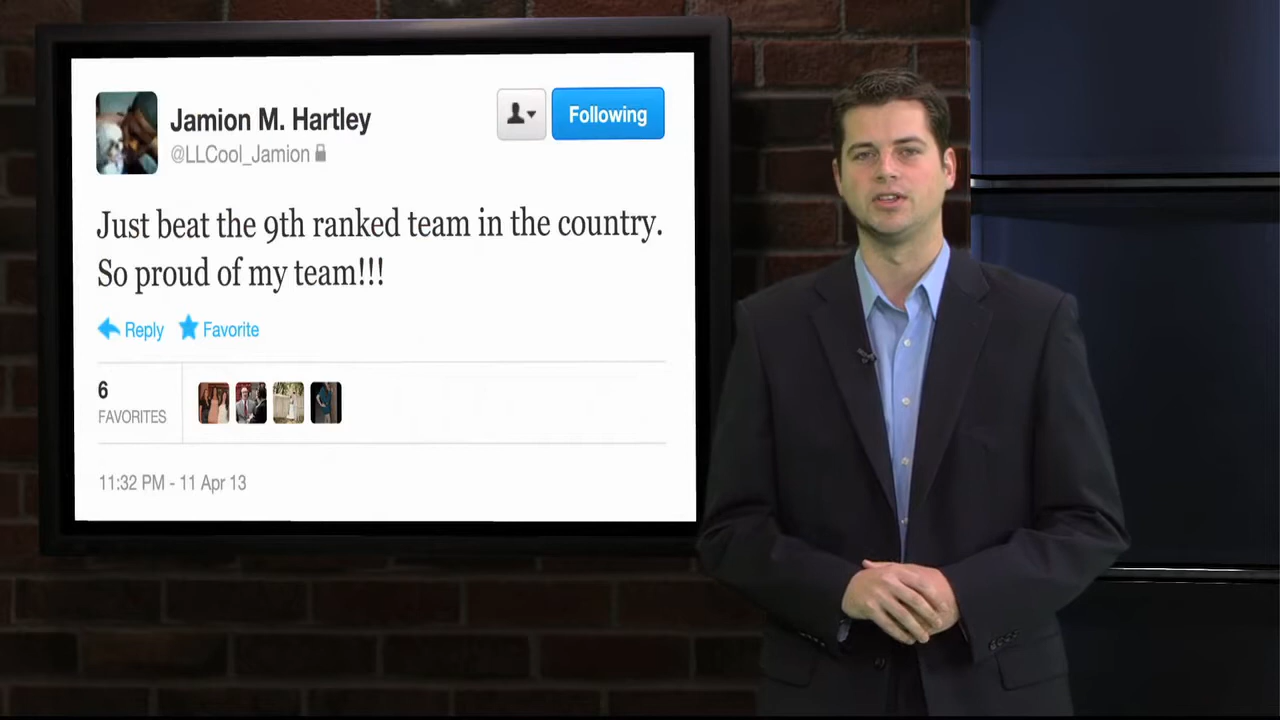 Jamion M. Hartley
Following
@LLCool_Jamion
Just beat the 9th ranked team in the country.
So proud of my team!!!
Reply Favorite
6
FAVORITES
11:32 PM - 11 Apr 13